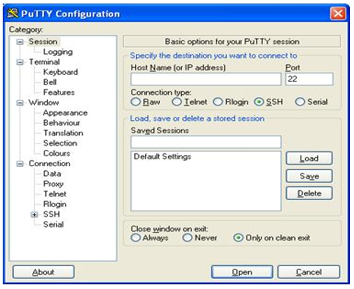 PuTTY Configuration
Category:
Session
Logging
Terminal
Keyboard
Bell
Features
Window
Appearance
Behaviour
Translation
Selection
Colours
Connection
Data
Proxy
Telnet
Rlogin
SSH
Serial
Basic options for your PuTTY session
Specify the destination you want to connect to
Host Name (or IP address) Port
22
Connection type:
Raw Telnet Rlogin SSH Serial
Load, save or delete a stored session
Saved Sessions
Default Settings
Load
Save
Delete
Close window on exit:
Always Never Only on clean exit
About Open Cancel